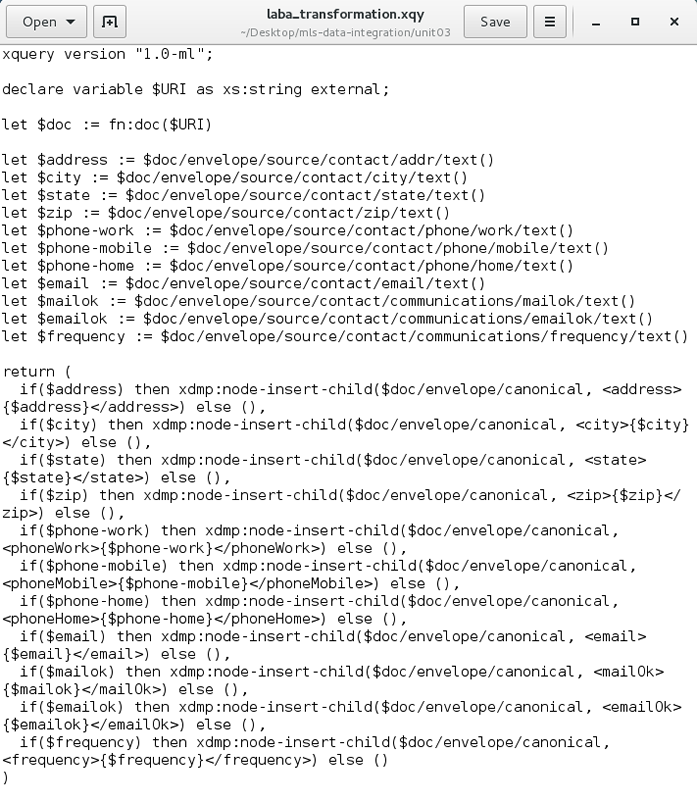 Open
laba_transformation.xqy
~/Desktop/mls-data-integration/unit03
Save
xquery version "1.0-ml";
declare variable $URI as xs:string external;
let $doc := fn:doc($URI)
let $address := $doc/envelope/source/contact/addr/text()
let $city := $doc/envelope/source/contact/city/text()
let $state := $doc/envelope/source/contact/state/text()
let $zip := $doc/envelope/source/contact/zip/text()
let $phone-work := $doc/envelope/source/contact/phone/work/text()
let $phone-mobile := $doc/envelope/source/contact/phone/mobile/text()
let $phone-home := $doc/envelope/source/contact/phone/home/text()
let $email := $doc/envelope/source/contact/email/text()
let $mailok := $doc/envelope/source/contact/communications/mailok/text()
let $emailok := $doc/envelope/source/contact/communications/emailok/text()
let $frequency := $doc/envelope/source/contact/communications/frequency/text()
return (
  if($address) then xdmp:node-insert-child($doc/envelope/canonical, <address>
{$address}</address>) else (),
  if($city) then xdmp:node-insert-child($doc/envelope/canonical, <city>{$city}
</city>) else (),
  if($state) then xdmp:node-insert-child($doc/envelope/canonical, <state>
{$state}</state>) else (),
  if($zip) then xdmp:node-insert-child($doc/envelope/canonical, <zip>{$zip}</
zip>) else (),
  if($phone-work) then xdmp:node-insert-child($doc/envelope/canonical,
<phoneWork>{$phone-work}</phoneWork>) else (),
  if($phone-mobile) then xdmp:node-insert-child($doc/envelope/canonical,
<phoneMobile>{$phone-mobile}</phoneMobile>) else (),
  if($phone-home) then xdmp:node-insert-child($doc/envelope/canonical,
<phoneHome>{$phone-home}</phoneHome>) else (),
  if($email) then xdmp:node-insert-child($doc/envelope/canonical, <email>
{$email}</email>) else (),
  if($mailok) then xdmp:node-insert-child($doc/envelope/canonical, <mailOk>
{$mailok}</mailOk>) else (),
  if($emailok) then xdmp:node-insert-child($doc/envelope/canonical, <emailOk>
{$emailok}</emailOk>) else (),
  if($frequency) then xdmp:node-insert-child($doc/envelope/canonical,
<frequency>{$frequency}</frequency>) else ()
)